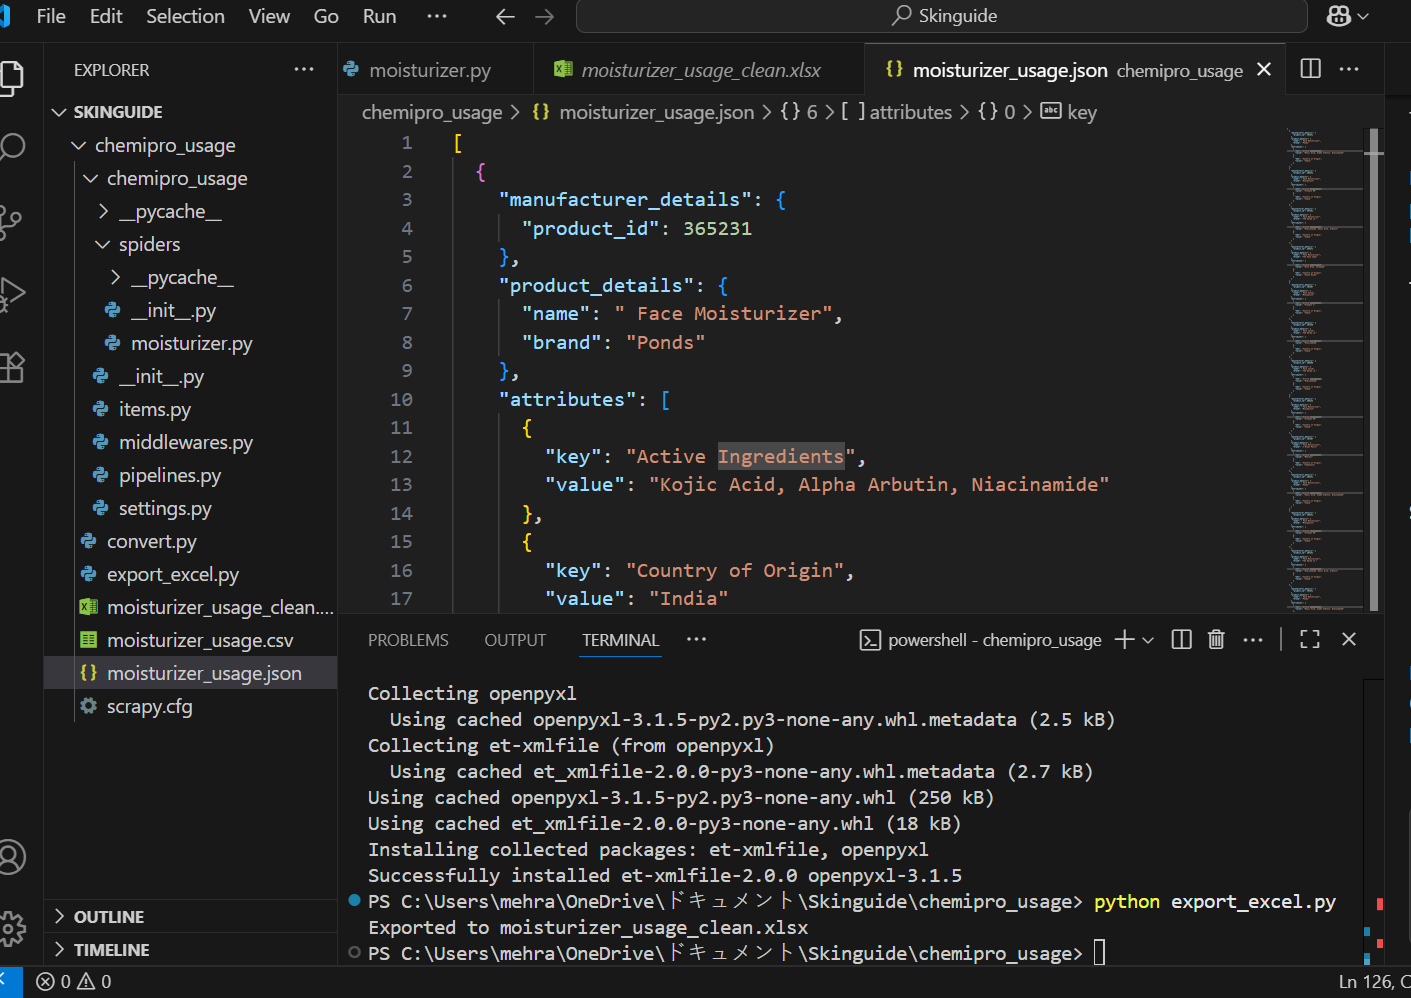 File Edit Selection View Go Run ··· Skinguide
EXPLORER ···
SKINGUIDE
chemipro_usage
chemipro_usage
__pycache__
spiders
__pycache__
__init__.py
moisturizer.py
__init__.py
items.py
middlewares.py
pipelines.py
settings.py
convert.py
export_excel.py
moisturizer_usage_clean....
moisturizer_usage.csv
moisturizer_usage.json
scrapy.cfg
OUTLINE
TIMELINE
moisturizer.py moisturizer_usage_clean.xlsx {} moisturizer_usage.json chemipro_usage ···
chemipro_usage > {} moisturizer_usage.json > {} 6 > [ ] attributes > {} 0 > abc key
1 [
2 {
3 "manufacturer_details": {
4 "product_id": 365231
5 },
6 "product_details": {
7 "name": " Face Moisturizer",
8 "brand": "Ponds"
9 },
10 "attributes": [
11 {
12 "key": "Active Ingredients",
13 "value": "Kojic Acid, Alpha Arbutin, Niacinamide"
14 },
15 {
16 "key": "Country of Origin",
17 "value": "India"
PROBLEMS OUTPUT TERMINAL ··· powershell - chemipro_usage ···
Collecting openpyxl
Using cached openpyxl-3.1.5-py2.py3-none-any.whl.metadata (2.5 kB)
Collecting et-xmlfile (from openpyxl)
Using cached et_xmlfile-2.0.0-py3-none-any.whl.metadata (2.7 kB)
Using cached openpyxl-3.1.5-py2.py3-none-any.whl (250 kB)
Using cached et_xmlfile-2.0.0-py3-none-any.whl (18 kB)
Installing collected packages: et-xmlfile, openpyxl
Successfully installed et-xmlfile-2.0.0 openpyxl-3.1.5
PS C:\Users\mehra\OneDrive\ドキュメント\Skinguide\chemipro_usage> python export_excel.py
Exported to moisturizer_usage_clean.xlsx
PS C:\Users\mehra\OneDrive\ドキュメント\Skinguide\chemipro_usage>
0 0 Ln 126, C